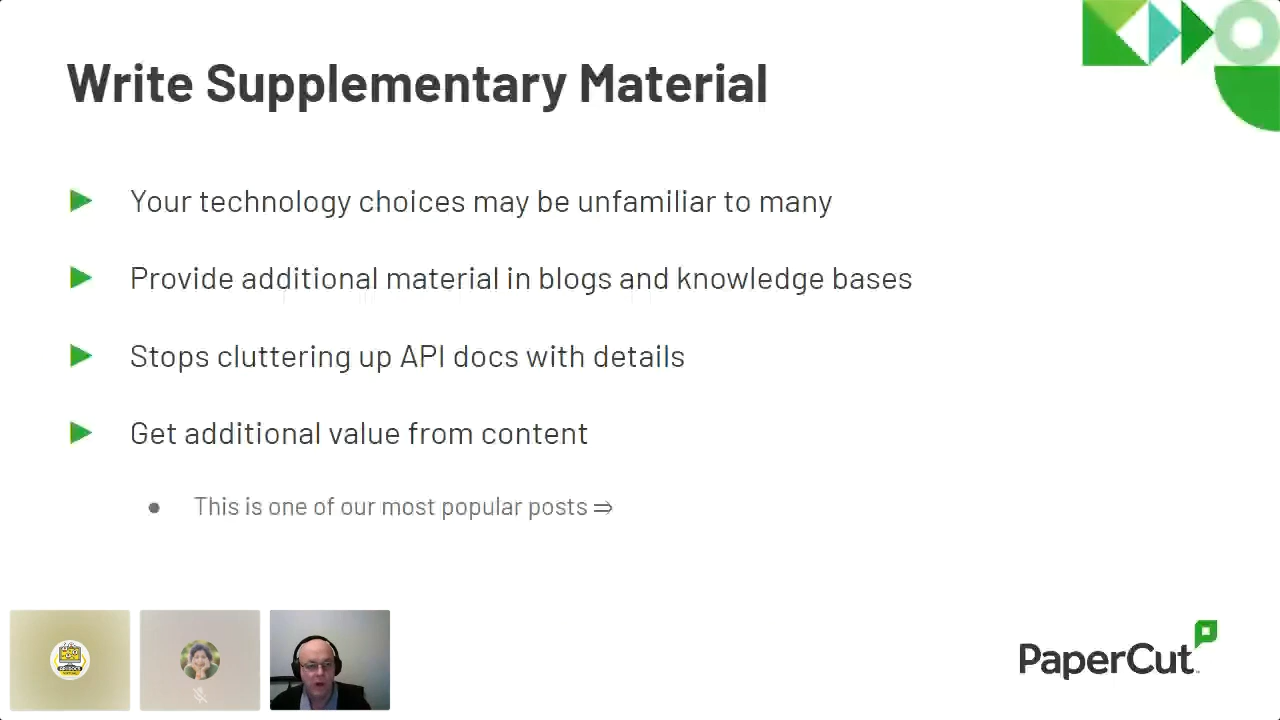 Write Supplementary Material
Your technology choices may be unfamiliar to many
Provide additional material in blogs and knowledge bases
Stops cluttering up API docs with details
Get additional value from content
This is one of our most popular posts ⇒
PaperCut